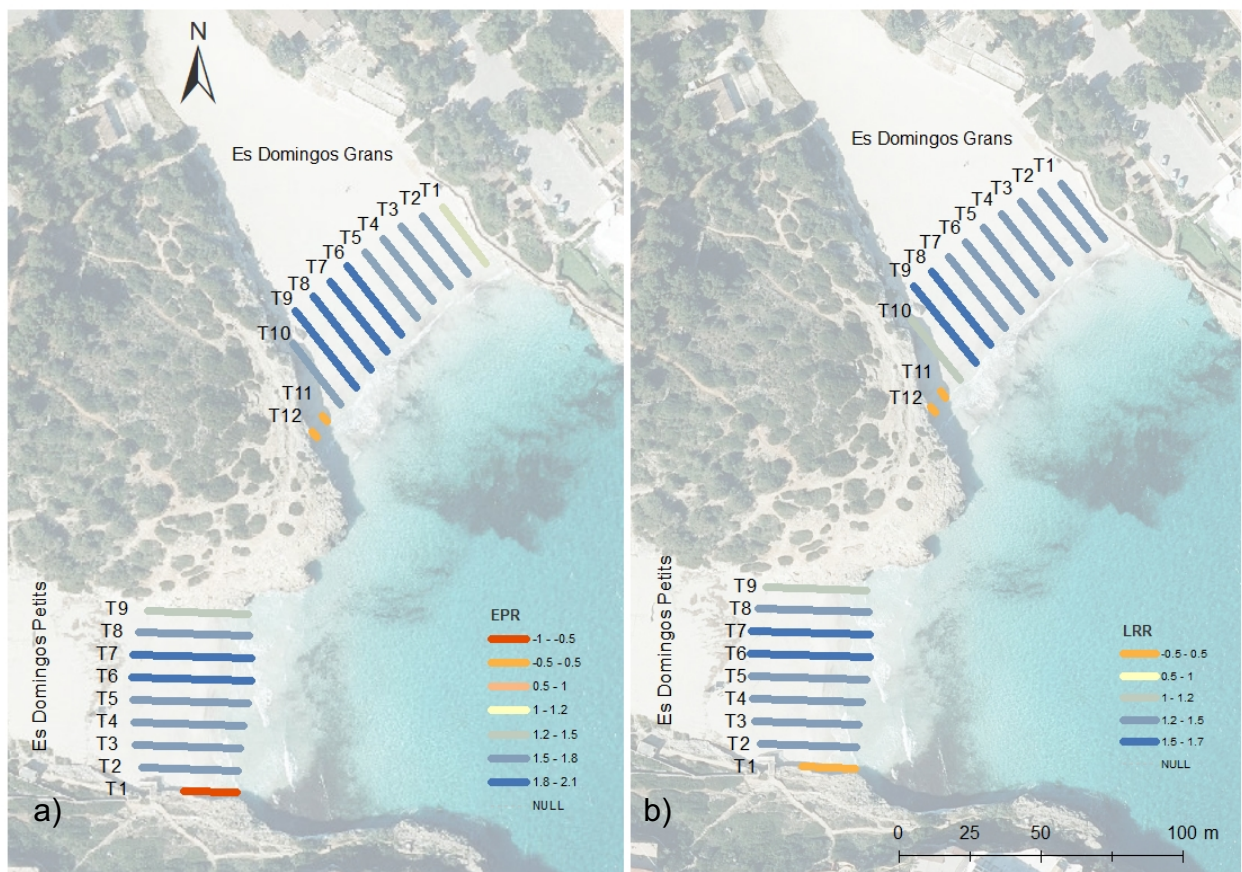 N
Es Domingos Grans
T1
T2
T3
T4
T5
T6
T7
T8
T9
T10
T11
T12
Es Domingos Petits
T9
T8
T7
T6
T5
T4
T3
T2
T1
EPR
-1 - -0.5
-0.5 - 0.5
0.5 - 1
1 - 1.2
1.2 - 1.5
1.5 - 1.8
1.8 - 2.1
NULL
a)
Es Domingos Grans
T1
T2
T3
T4
T5
T6
T7
T8
T9
T10
T11
T12
Es Domingos Petits
T9
T8
T7
T6
T5
T4
T3
T2
T1
LRR
-0.5 - 0.5
0.5 - 1
1 - 1.2
1.2 - 1.5
1.5 - 1.7
NULL
b)
0 25 50 100 m